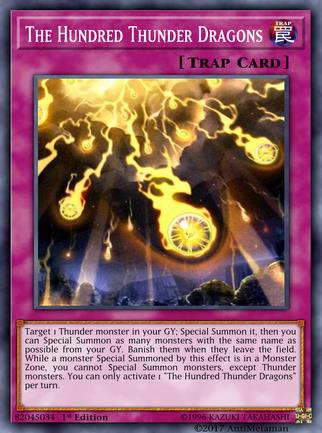 The Hundred Thunder Dragons
TRAP
罠
[Trap Card]
Target 1 Thunder monster in your GY; Special Summon it, then you
can Special Summon as many monsters with the same name as
possible from your GY. Banish them when they leave the field.
While a monster Special Summoned by this effect is in a Monster
Zone, you cannot Special Summon monsters, except Thunder
monsters. You can only activate 1 "The Hundred Thunder Dragons"
per turn.
82045034 1st Edition ©1996 KAZUKI TAKAHASHI
©2017 AntiMetaman